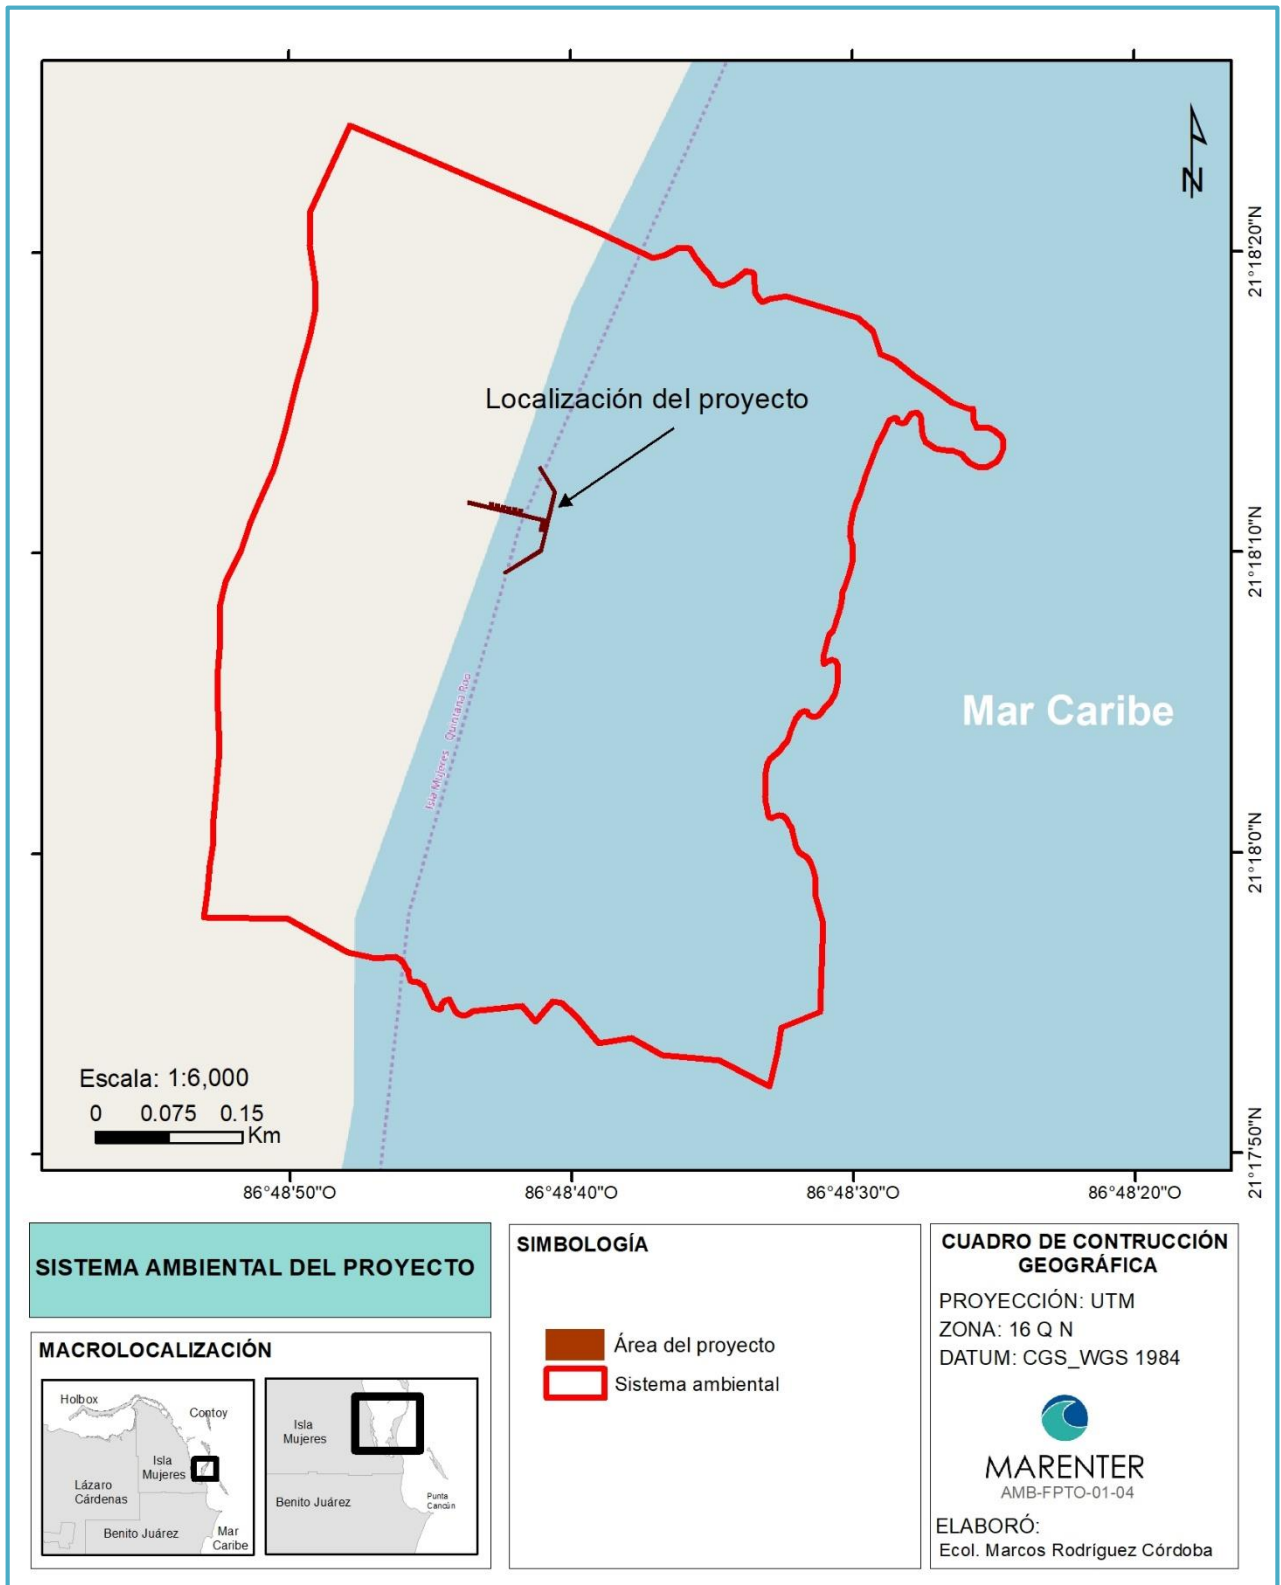 N
21°18'20"N
Localización del proyecto
21°18'10"N
Isla Mujeres Quintana Roo
Mar Caribe
21°18'0"N
Escala: 1:6,000
0 0.075 0.15
Km
21°17'50"N
86°48'50"O 86°48'40"O 86°48'30"O 86°48'20"O
SISTEMA AMBIENTAL DEL PROYECTO
MACROLOCALIZACIÓN
Holbox
Contoy
Isla
Mujeres
Lázaro
Cárdenas
Benito Juárez
Mar
Caribe
Isla
Mujeres
Benito Juárez
Punta
Cancún
SIMBOLOGÍA
Área del proyecto
Sistema ambiental
CUADRO DE CONTRUCCIÓN
GEOGRÁFICA
PROYECCIÓN: UTM
ZONA: 16 Q N
DATUM: CGS_WGS 1984
MARENTER
AMB-FPTO-01-04
ELABORÓ:
Ecol. Marcos Rodríguez Córdoba